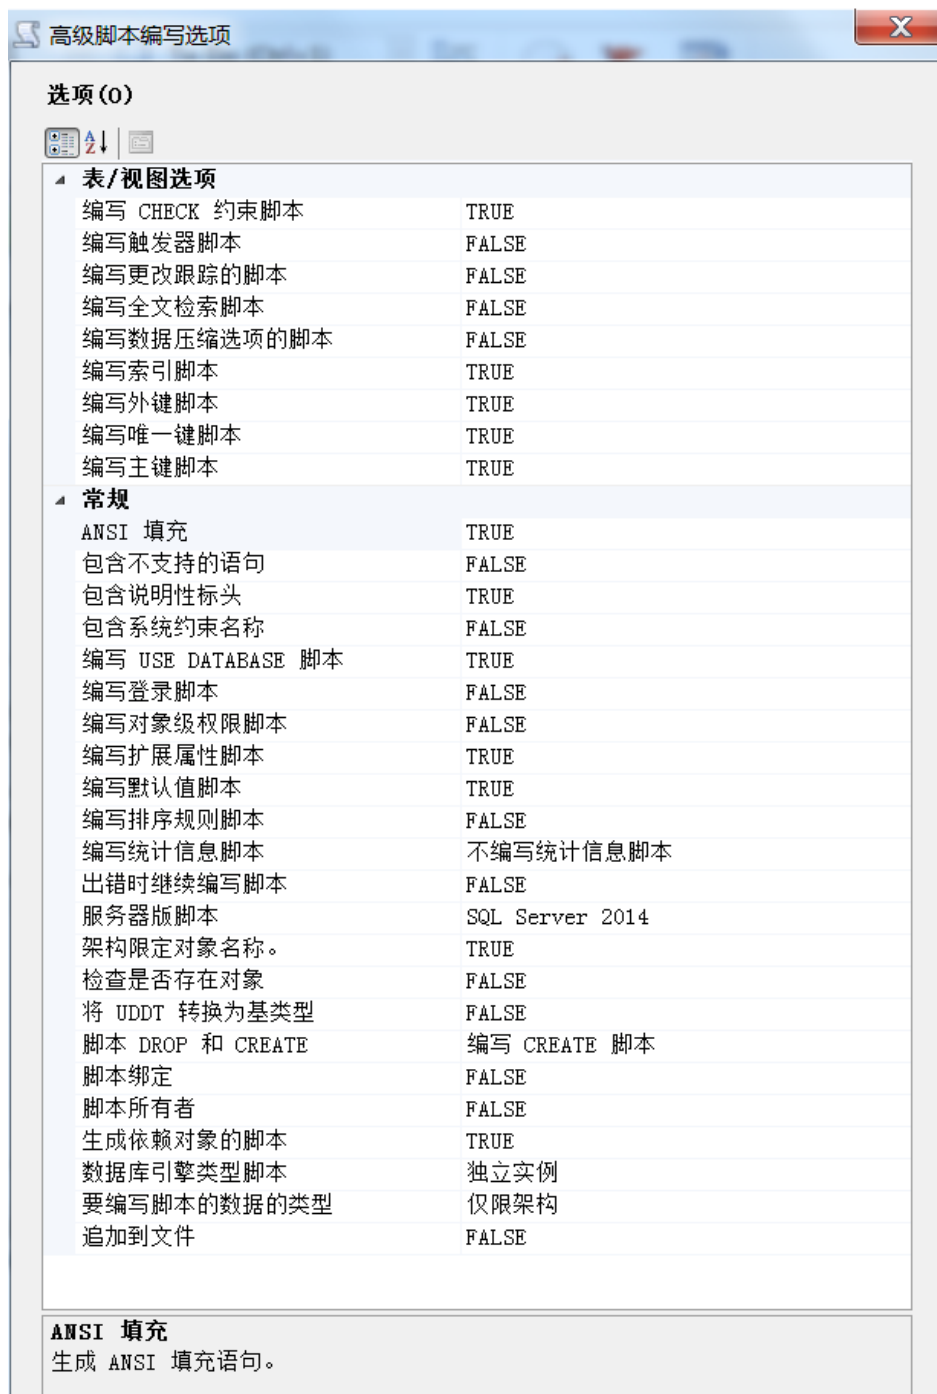 高级脚本编写选项
选项(O)
表/视图选项
编写 CHECK 约束脚本 TRUE
编写触发器脚本 FALSE
编写更改跟踪的脚本 FALSE
编写全文检索脚本 FALSE
编写数据压缩选项的脚本 FALSE
编写索引脚本 TRUE
编写外键脚本 TRUE
编写唯一键脚本 TRUE
编写主键脚本 TRUE
常规
ANSI 填充 TRUE
包含不支持的语句 FALSE
包含说明性标头 TRUE
包含系统约束名称 FALSE
编写 USE DATABASE 脚本 TRUE
编写登录脚本 FALSE
编写对象级权限脚本 FALSE
编写扩展属性脚本 TRUE
编写默认值脚本 TRUE
编写排序规则脚本 FALSE
编写统计信息脚本 不编写统计信息脚本
出错时继续编写脚本 FALSE
服务器版脚本 SQL Server 2014
架构限定对象名称。 TRUE
检查是否存在对象 FALSE
将 UDDT 转换为基类型 FALSE
脚本 DROP 和 CREATE 编写 CREATE 脚本
脚本绑定 FALSE
脚本所有者 FALSE
生成依赖对象的脚本 TRUE
数据库引擎类型脚本 独立实例
要编写脚本的数据的类型 仅限架构
追加到文件 FALSE
ANSI 填充
生成 ANSI 填充语句。